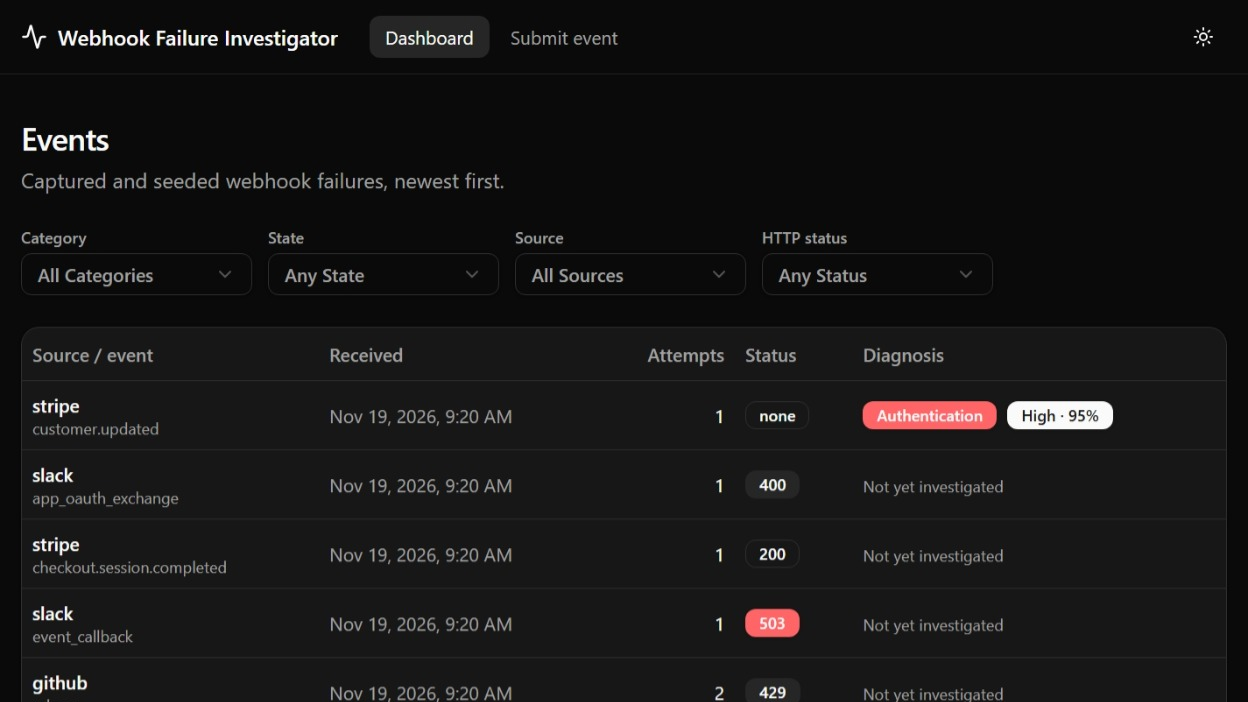 Webhook Failure Investigator Dashboard Submit event
Events
Captured and seeded webhook failures, newest first.
Category State Source HTTP status
All Categories Any State All Sources Any Status
Source / event Received Attempts Status Diagnosis
stripe
customer.updated
Nov 19, 2026, 9:20 AM 1 none Authentication High · 95%
slack
app_oauth_exchange
Nov 19, 2026, 9:20 AM 1 400 Not yet investigated
stripe
checkout.session.completed
Nov 19, 2026, 9:20 AM 1 200 Not yet investigated
slack
event_callback
Nov 19, 2026, 9:20 AM 1 503 Not yet investigated
github
Nov 19, 2026, 9:20 AM 2 429 Not yet investigated